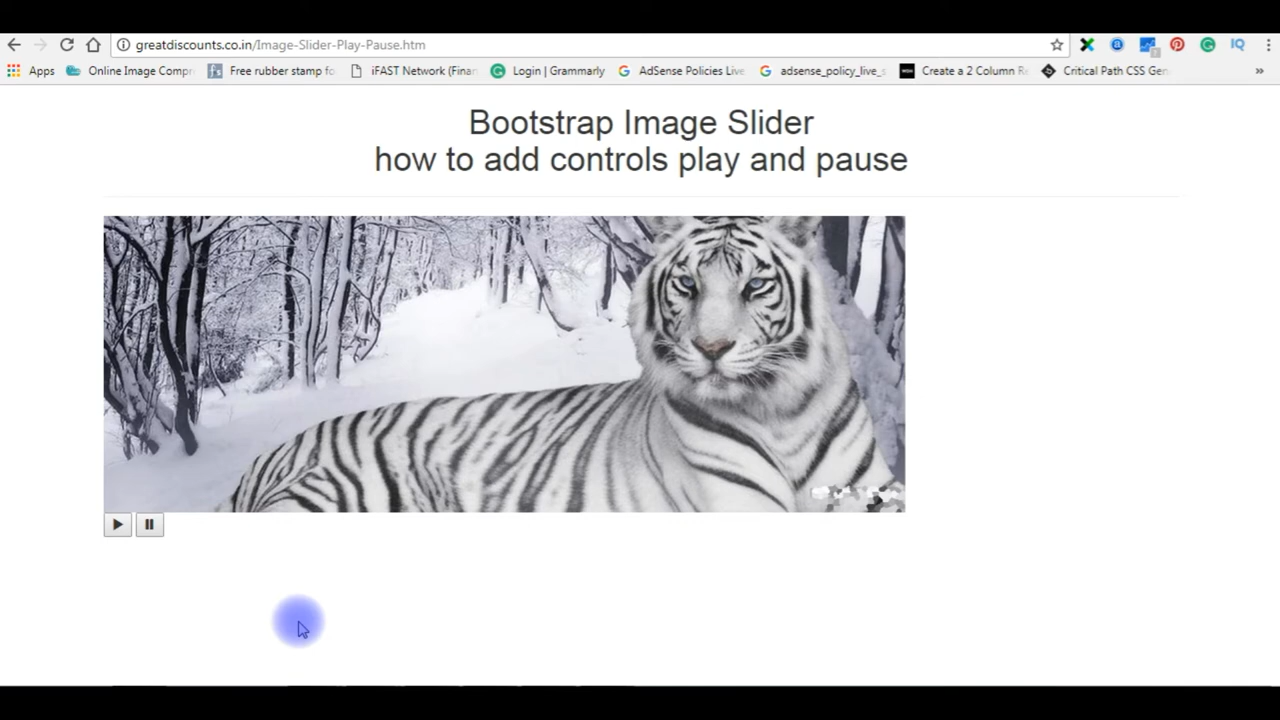 greatdiscounts.co.in/Image-Slider-Play-Pause.htm
Apps Online Image Compr Free rubber stamp fo iFAST Network (Finar Login | Grammarly AdSense Policies Live adsense_policy_live_s Create a 2 Column R Critical Path CSS Gen »
Bootstrap Image Slider
how to add controls play and pause